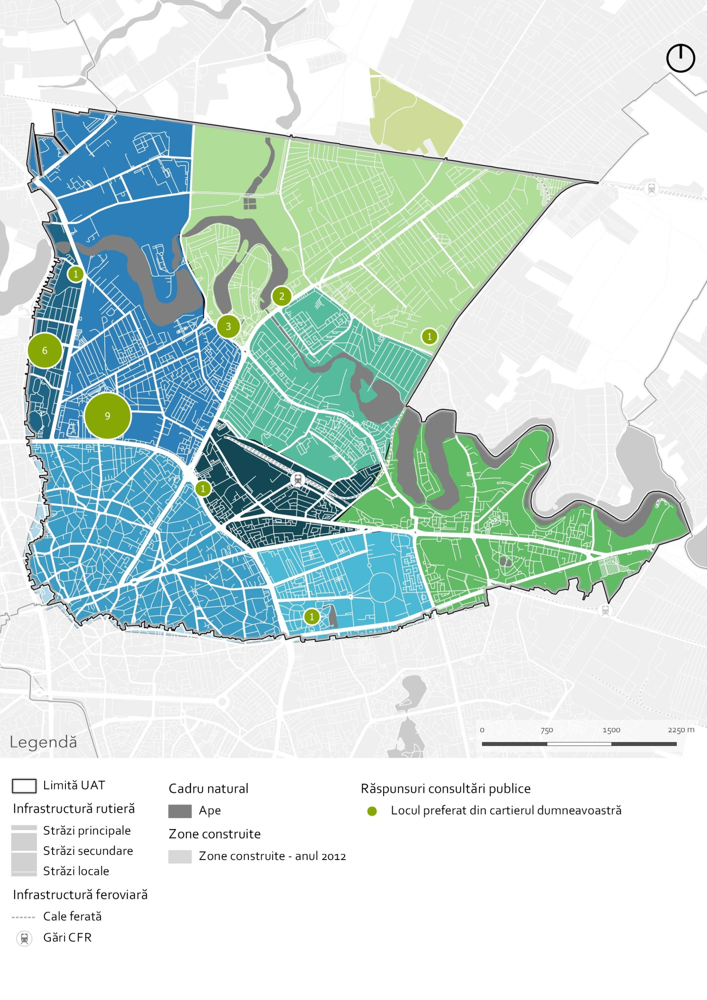 1
2
3
1
6
9
1
1
0 750 1500 2250 m
Legendă
Limită UAT
Infrastructură rutieră
Străzi principale
Străzi secundare
Străzi locale
Infrastructură feroviară
Cale ferată
Gări CFR
Cadru natural
Ape
Zone construite
Zone construite - anul 2012
Răspunsuri consultări publice
Locul preferat din cartierul dumneavoastră